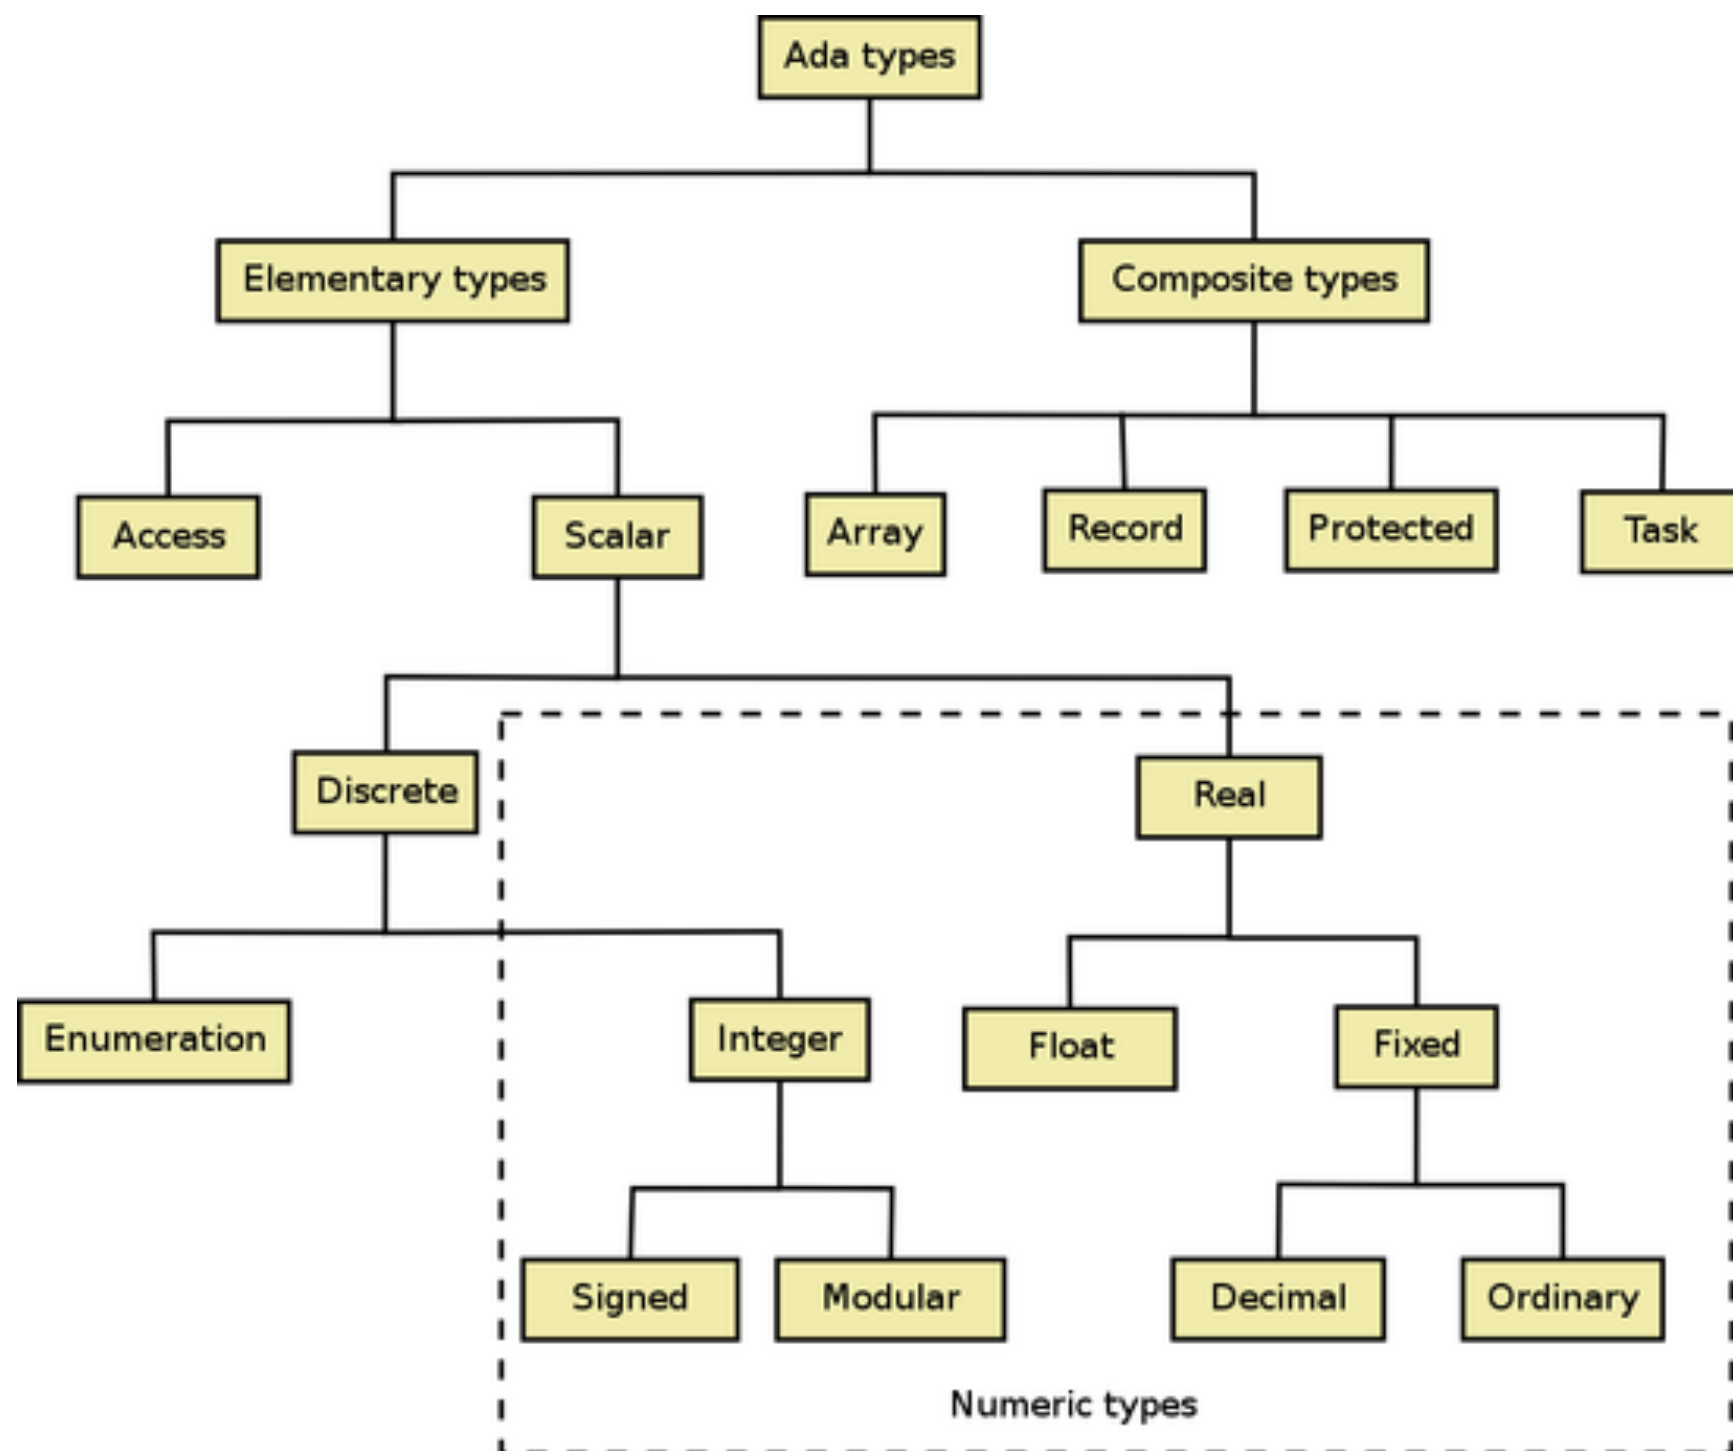 Ada types
Elementary types
Composite types
Access
Scalar
Array
Record
Protected
Task
Discrete
Real
Enumeration
Integer
Float
Fixed
Signed
Modular
Decimal
Ordinary
Numeric types